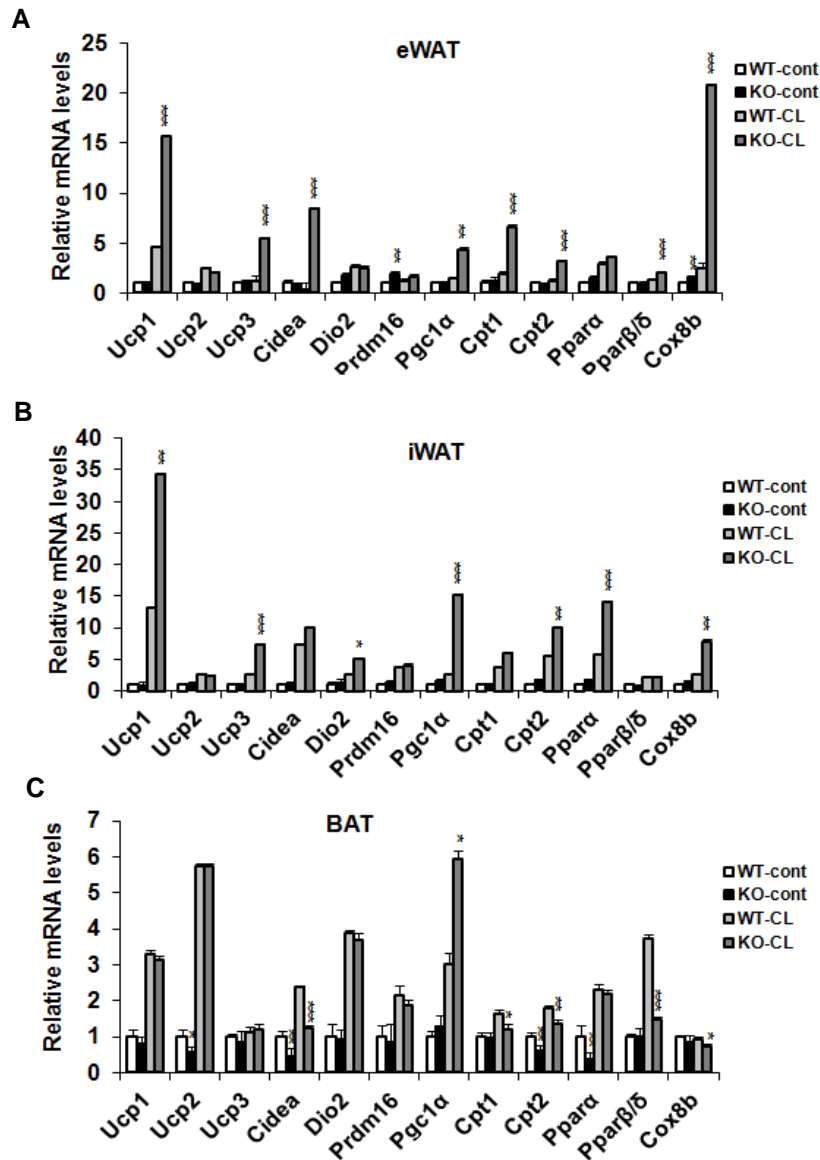 A
eWAT
Relative mRNA levels
25
20
15
10
5
0
WT-cont
KO-cont
WT-CL
KO-CL
***
***
***
**
**
***
***
***
**
***
Ucp1 Ucp2 Ucp3 Cidea Dio2 Prdm16 Pgc1α Cpt1 Cpt2 Pparα Pparβ/δ Cox8b
B
iWAT
Relative mRNA levels
40
35
30
25
20
15
10
5
0
WT-cont
KO-cont
WT-CL
KO-CL
**
***
*
***
**
***
**
Ucp1 Ucp2 Ucp3 Cidea Dio2 Prdm16 Pgc1α Cpt1 Cpt2 Pparα Pparβ/δ Cox8b
C
BAT
Relative mRNA levels
7
6
5
4
3
2
1
0
WT-cont
KO-cont
WT-CL
KO-CL
*
**
***
*
*
**
**
**
***
*
Ucp1 Ucp2 Ucp3 Cidea Dio2 Prdm16 Pgc1α Cpt1 Cpt2 Pparα Pparβ/δ Cox8b